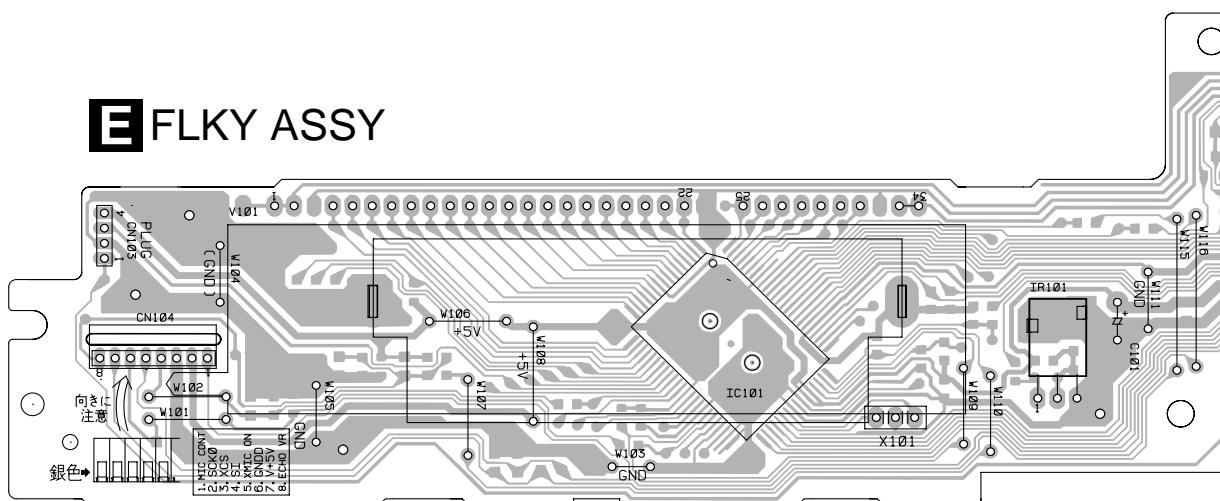 E FLKY ASSY
V101
1
22
25
34
4
PLUG
CN103
1
W104
(GND)
W115
W116
IR101
W111
GND
CN104
W106
+5V
W108
+5V
C101
+
8
1
IC101
向きに
注意
W102
W101
W105
GND
W107
W109
W110
1
X101
W103
GND
銀色
1. MIC CONT
2. SCK0
3. XCS
4. SI
5. XMIC ON
6. GNDD
7. V+5V
8. ECHO VR